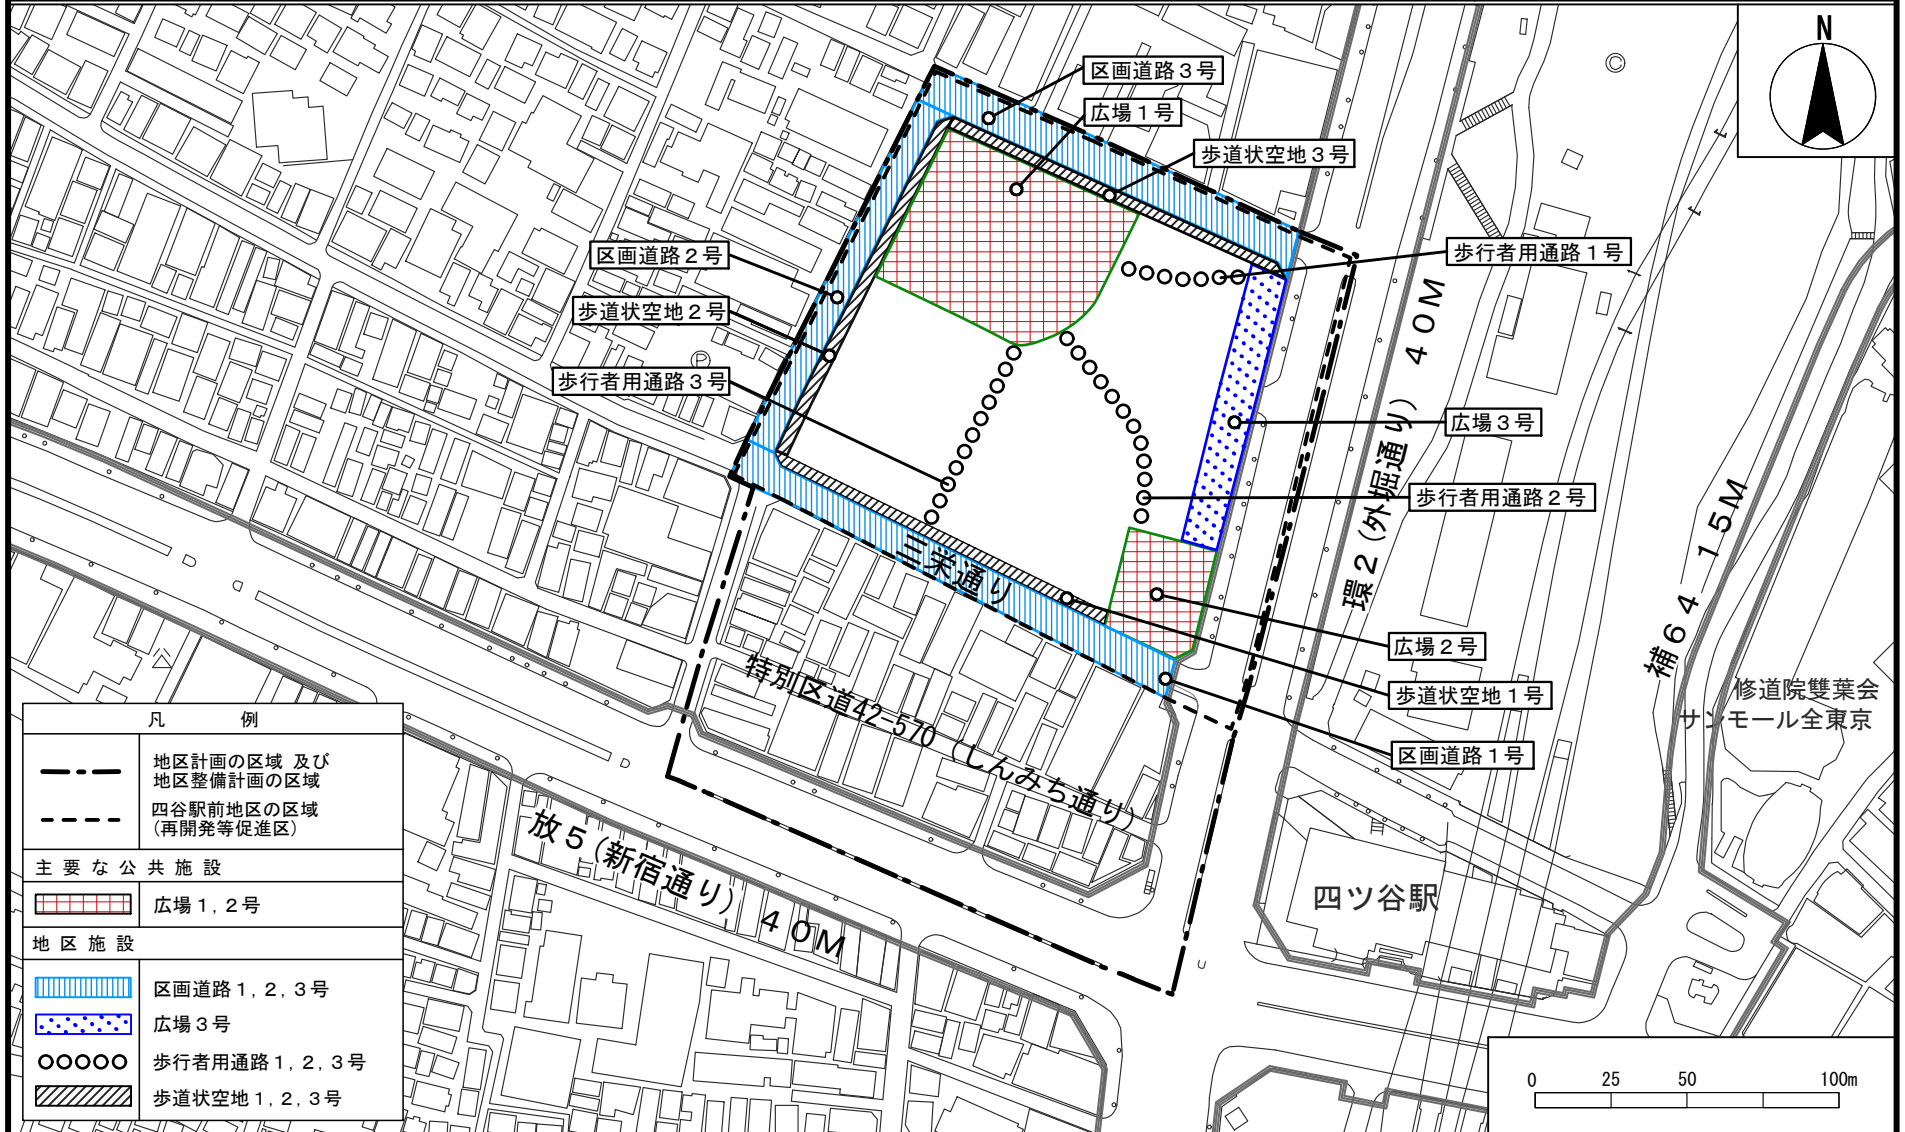 N
区画道路３号
広場１号
歩道状空地３号
歩行者用通路１号
区画道路２号
歩道状空地２号
歩行者用通路３号
Ⓟ
Ⓒ
環２（外堀通り） ４０Ｍ
広場３号
歩行者用通路２号
補６４ １５Ｍ
三栄通り
広場２号
歩道状空地１号
区画道路１号
修道院雙葉会
サンモール全東京
特別区道42-570（しんみち通り）
放５（新宿通り） ４０Ｍ
四ツ谷駅
凡例
地区計画の区域 及び
地区整備計画の区域
四谷駅前地区の区域
(再開発等促進区)
主要な公共施設
広場１,２号
地区施設
区画道路１,２,３号
広場３号
歩行者用通路１,２,３号
歩道状空地１,２,３号
0 25 50 100m